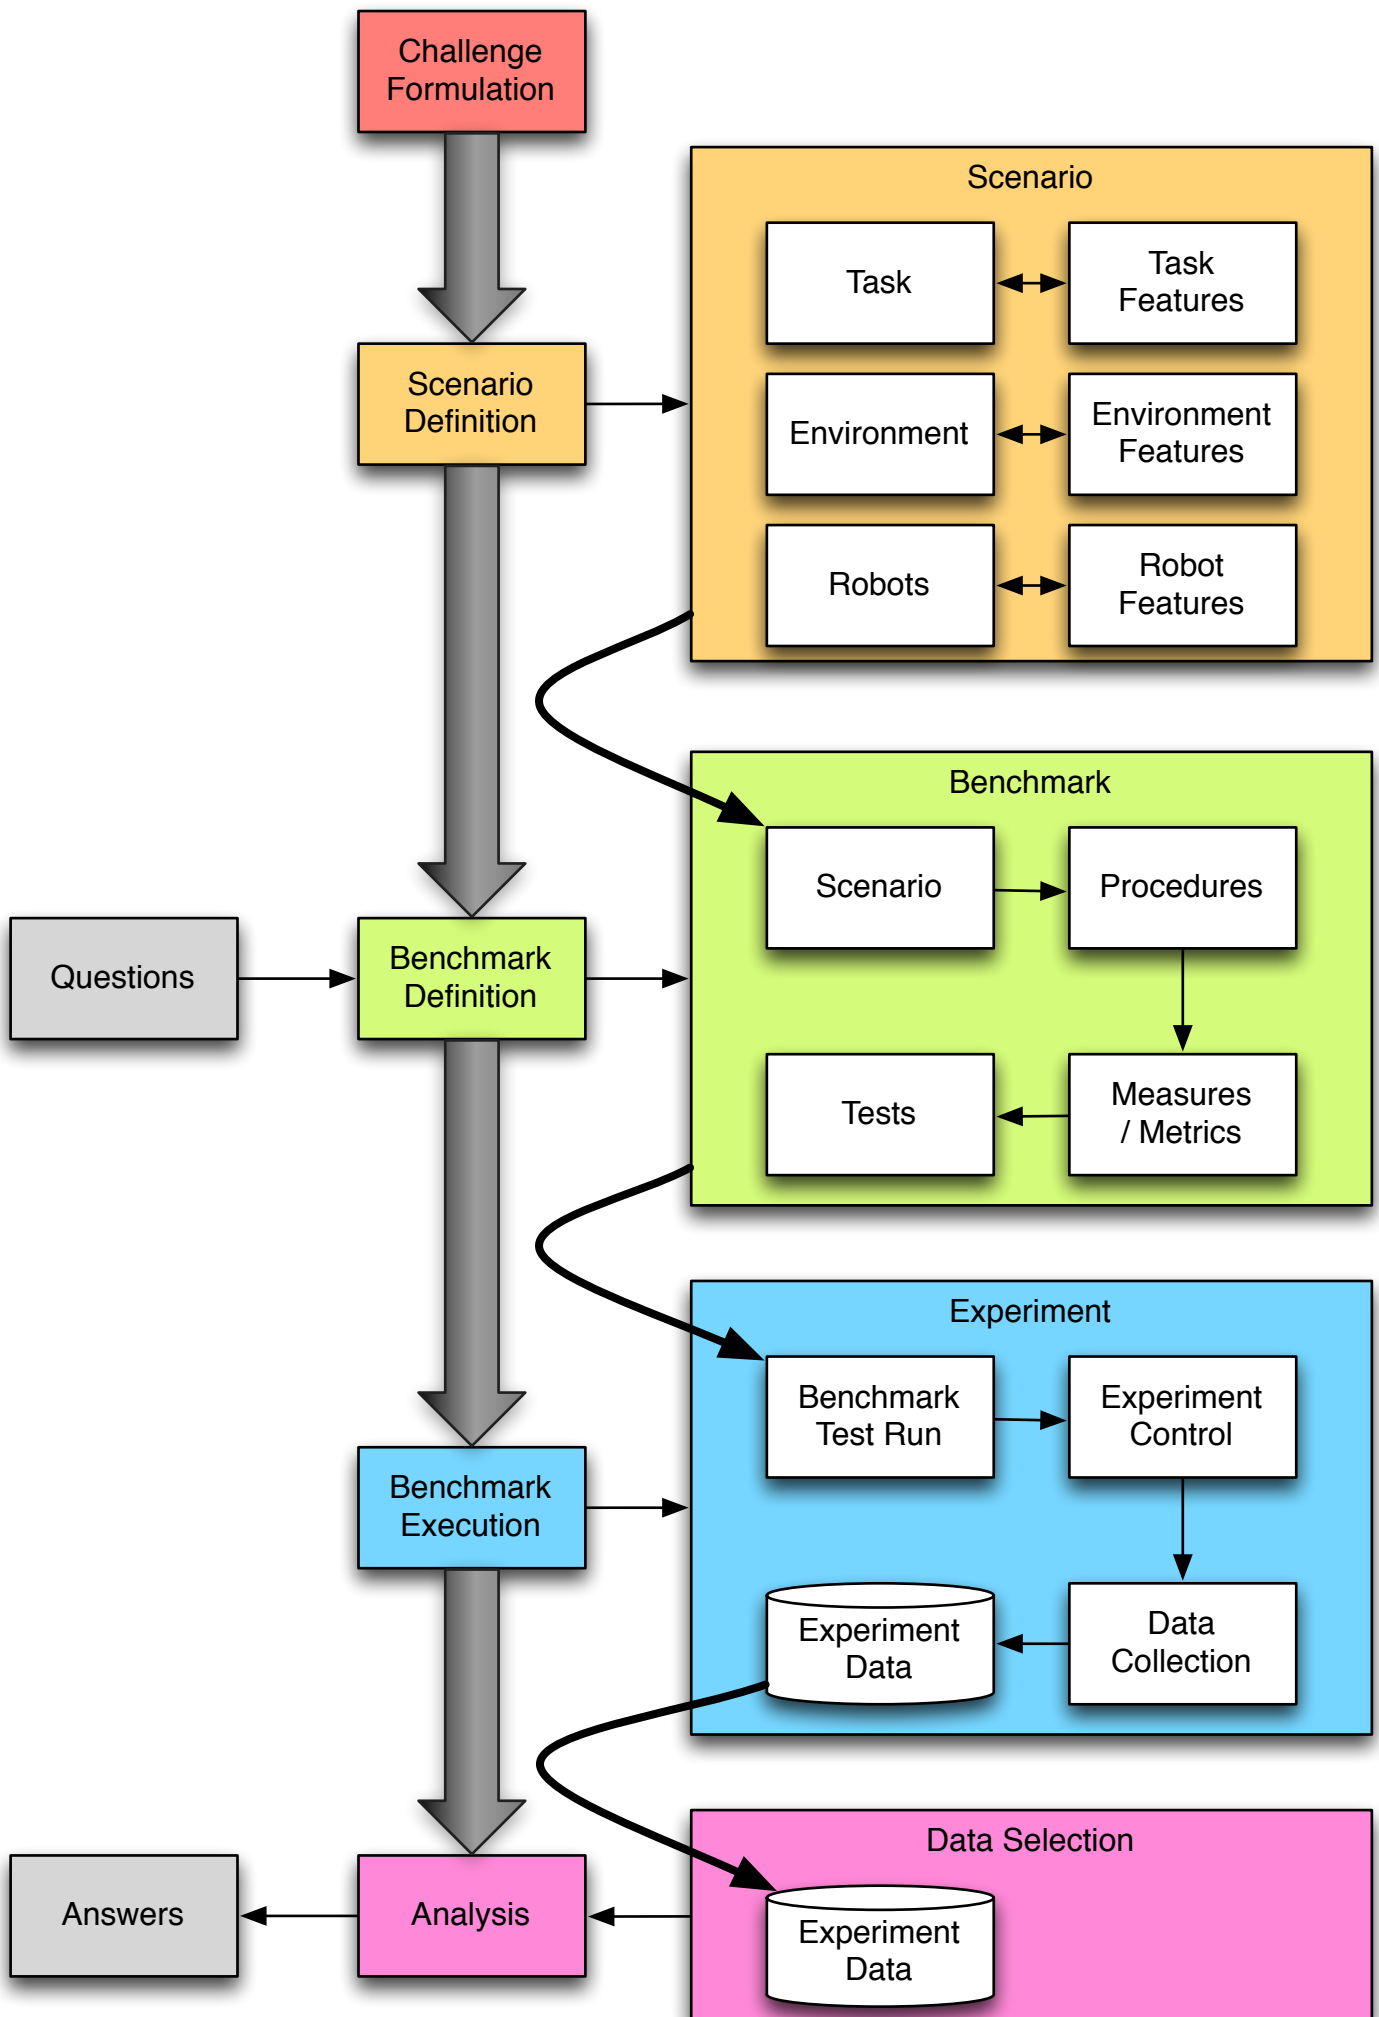 Challenge
Formulation
Scenario
Task
Task
Features
Scenario
Definition
Environment
Environment
Features
Robots
Robot
Features
Benchmark
Scenario
Procedures
Questions
Benchmark
Definition
Tests
Measures
/ Metrics
Experiment
Benchmark
Test Run
Experiment
Control
Benchmark
Execution
Experiment
Data
Data
Collection
Data Selection
Answers
Analysis
Experiment
Data